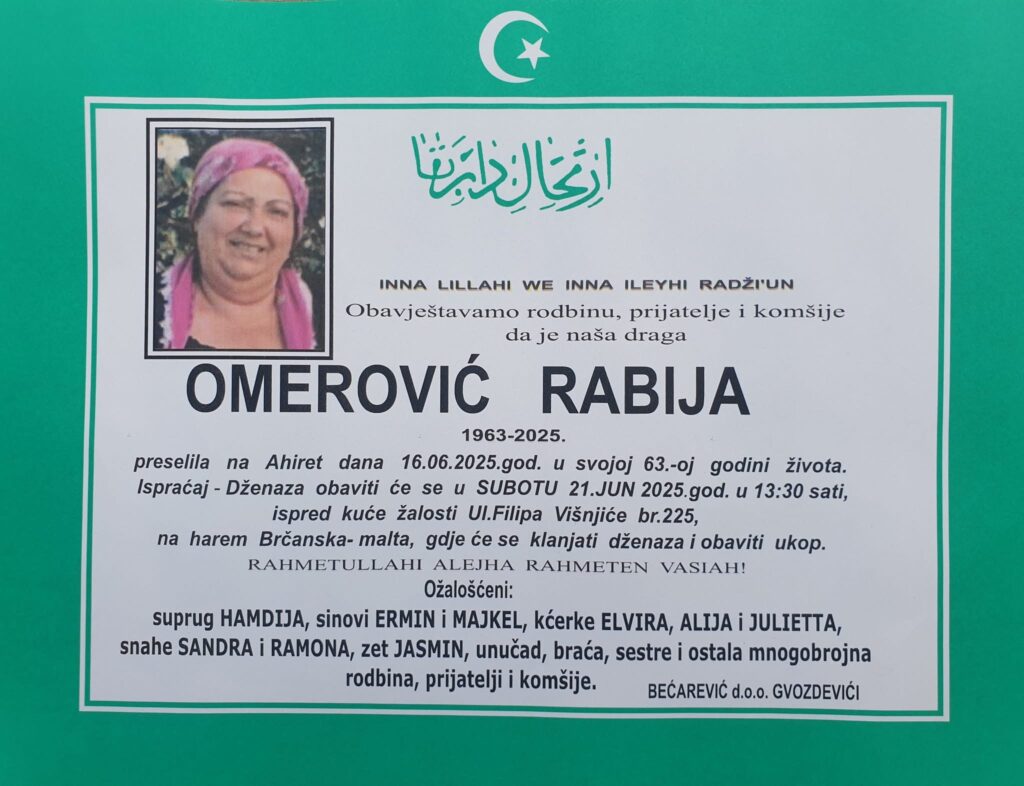 ارتحال دار بقا
INNA LILLAHI WE INNA ILEYHI RADŽI'UN
Obavještavamo rodbinu, prijatelje i komšije
da je naša draga
OMEROVIĆ RABIJA
1963-2025.
preselila na Ahiret dana 16.06.2025.god. u svojoj 63.-oj godini života.
Ispraćaj - Dženaza obaviti će se u SUBOTU 21.JUN 2025.god. u 13:30 sati,
ispred kuće žalosti Ul.Filipa Višnjiće br.225,
na harem Brčanska- malta, gdje će se klanjati dženaza i obaviti ukop.
RAHMETULLAHI ALEJHA RAHMETEN VASIAH!
Ožalošćeni:
suprug HAMDIJA, sinovi ERMIN i MAJKEL, kćerke ELVIRA, ALIJA i JULIETTA,
snahe SANDRA i RAMONA, zet JASMIN, unučad, braća, sestre i ostala mnogobrojna
rodbina, prijatelji i komšije.
BEĆAREVIĆ d.o.o. GVOZDEVIĆI